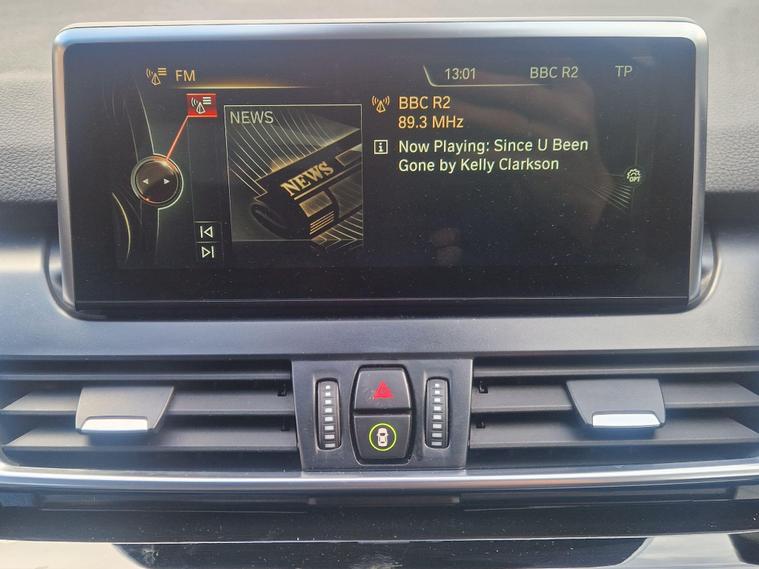 FM
13:01
BBC R2
TP
NEWS
NEWS
BBC R2
89.3 MHz
Now Playing: Since U Been
Gone by Kelly Clarkson
OPT